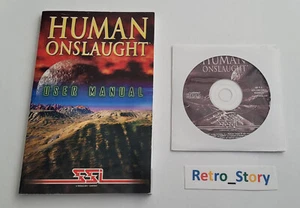 HUMAN
ONSLAUGHT
USER MANUAL
SSI
HUMAN
ONSLAUGHT
Retro_Story